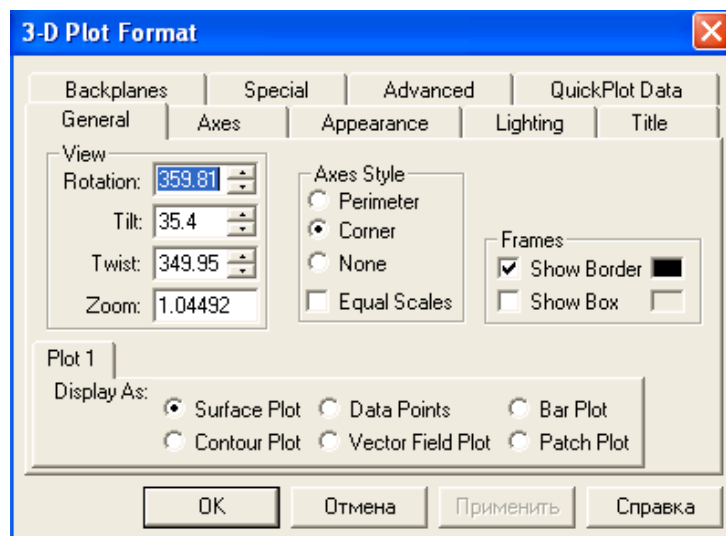 3-D Plot Format
Backplanes Special Advanced QuickPlot Data
General Axes Appearance Lighting Title
View
Rotation: 359.81
Tilt: 35.4
Twist: 349.95
Zoom: 1.04492
Axes Style
Perimeter
Corner
None
Equal Scales
Frames
Show Border
Show Box
Plot 1
Display As:
Surface Plot Data Points Bar Plot
Contour Plot Vector Field Plot Patch Plot
OK Отмена Применить Справка